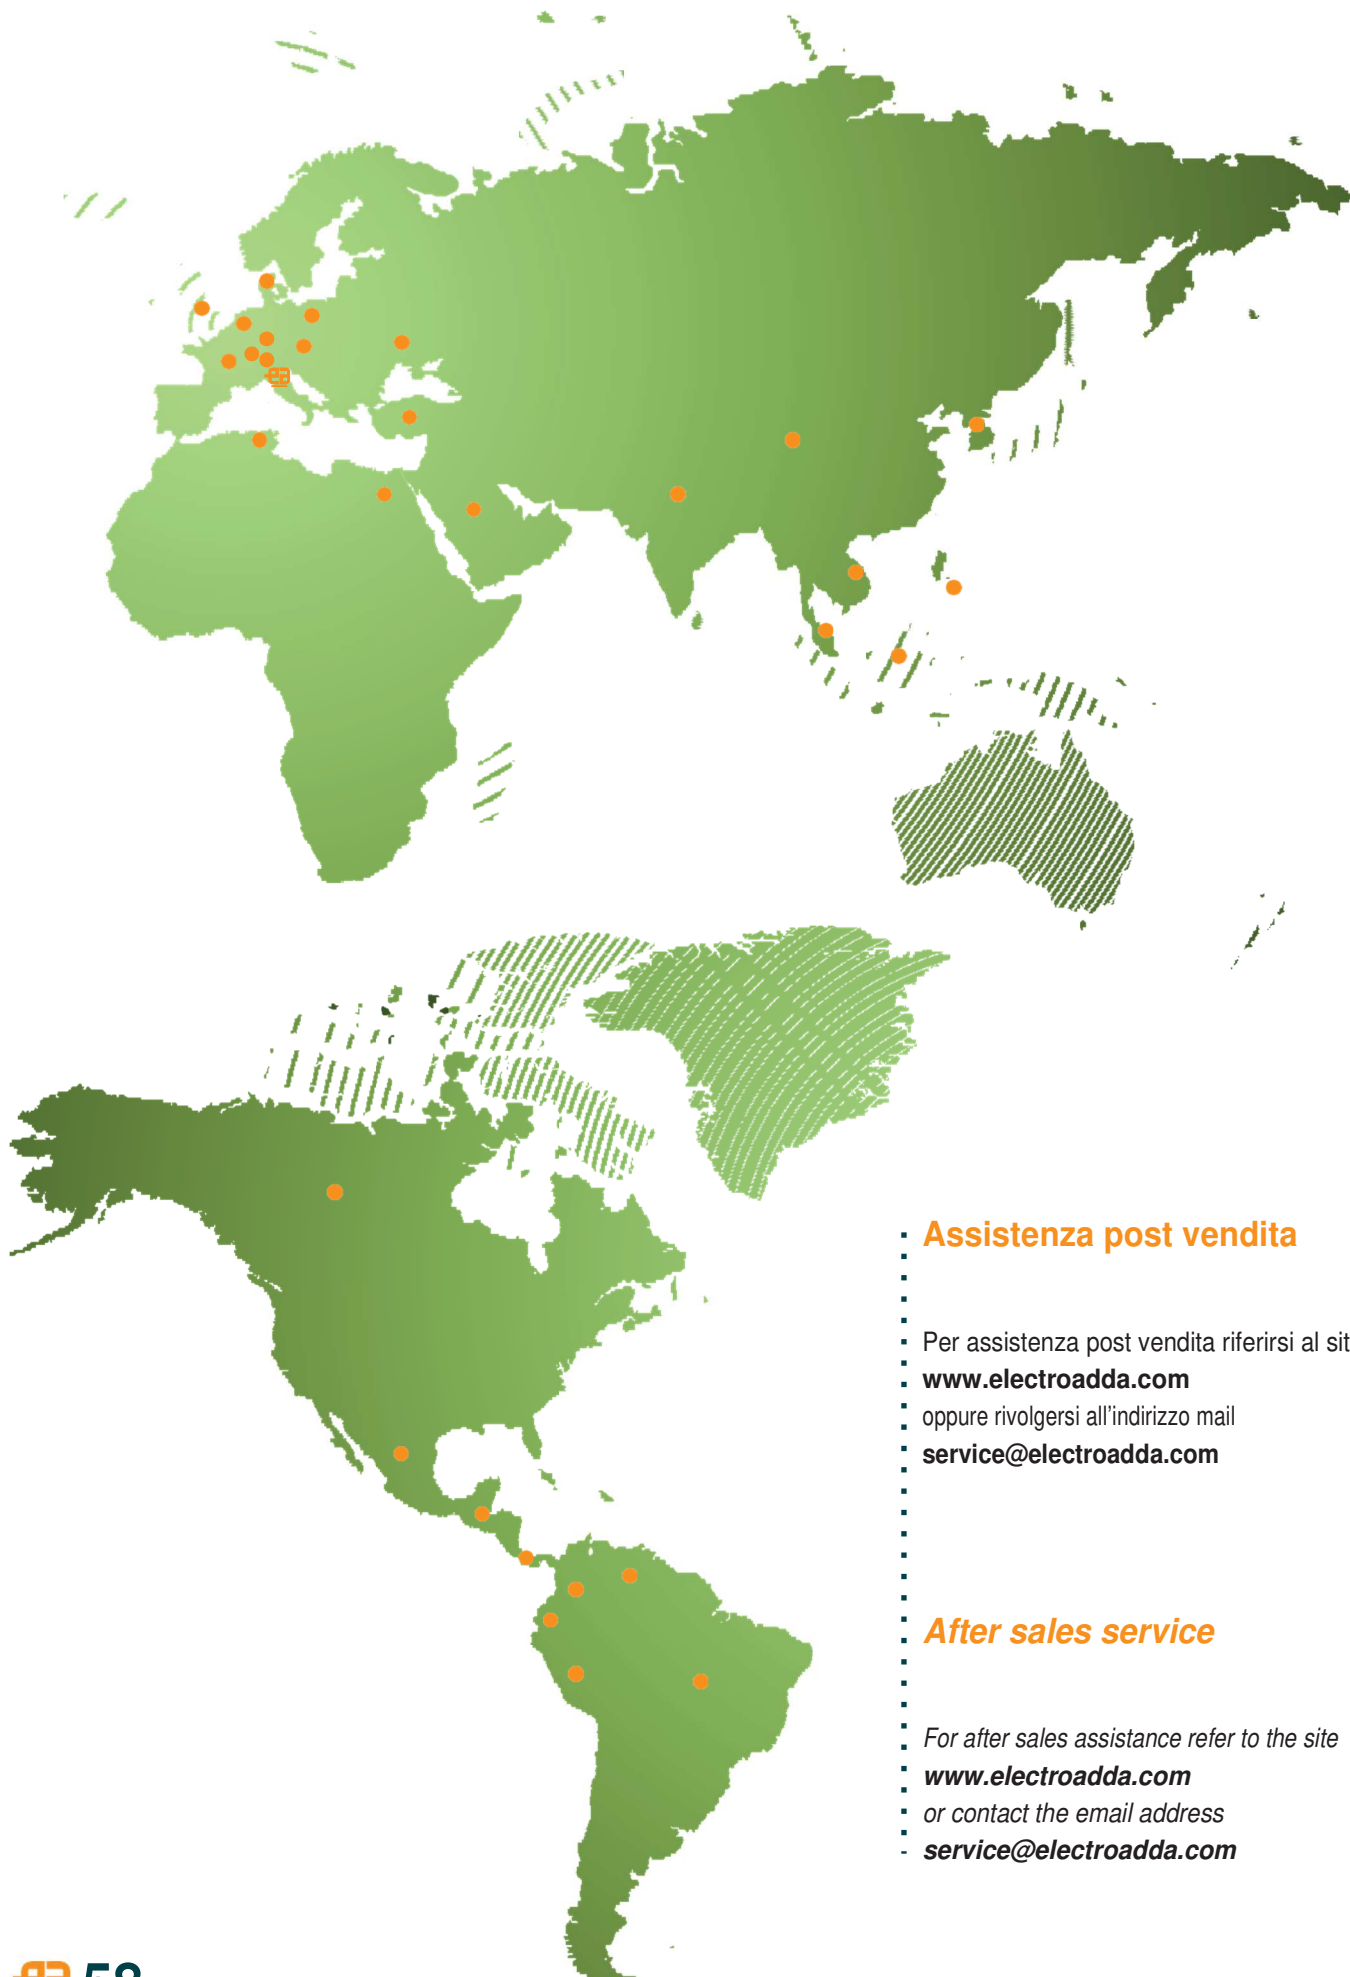 Assistenza post vendita
Per assistenza post vendita riferirsi al sit
www.electroadda.com
oppure rivolgersi all'indirizzo mail
service@electroadda.com
After sales service
For after sales assistance refer to the site
www.electroadda.com
or contact the email address
service@electroadda.com
58